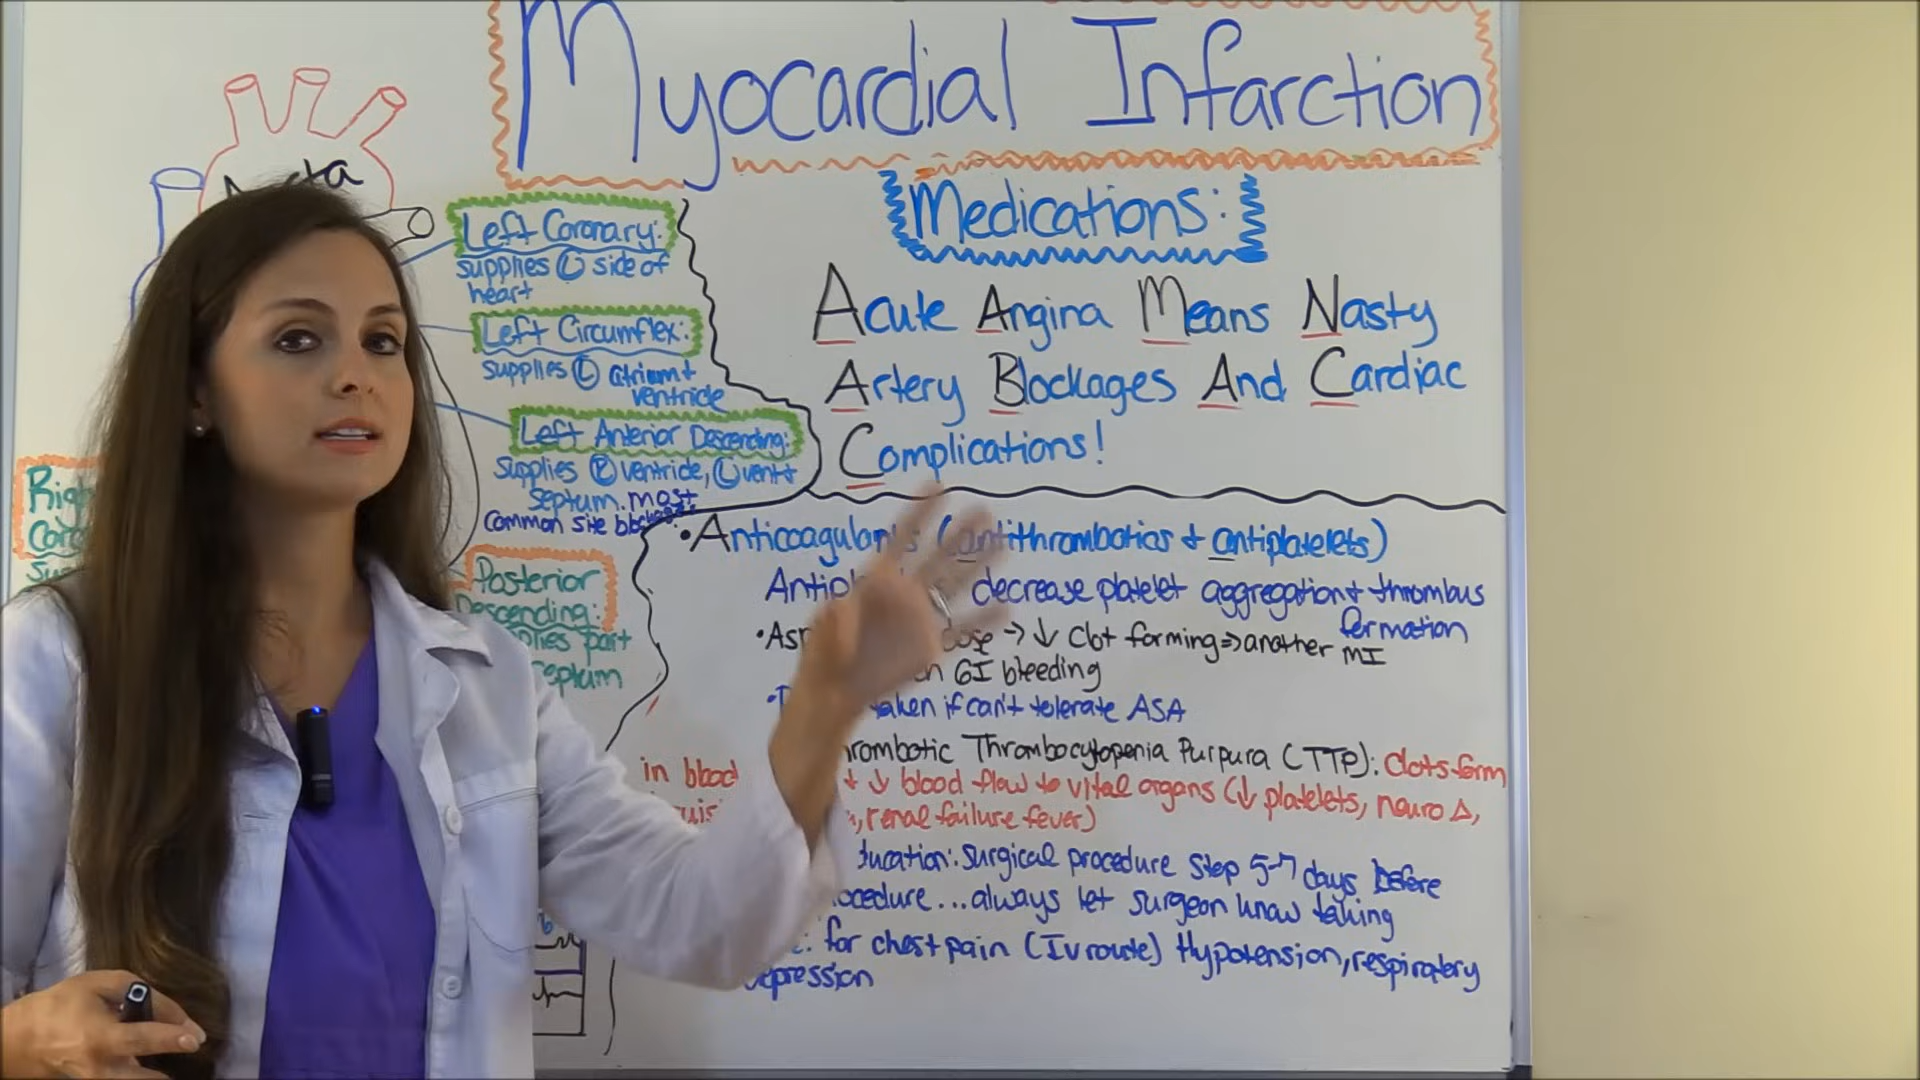 Myocardial Infarction
Left Coronary:
supplies Ⓛ side of
heart
Left Circumflex:
supplies Ⓛ atrium +
ventricle
Left Anterior Descending:
supplies Ⓡ ventricle, Ⓛ vent +
septum. most
common site
Posterior
Descending:
part
septum
Medications:
Acute Angina Means Nasty
Artery Blockages And Cardiac
Complications!
• Anticoagulants (antithrombotics + antiplatelets)
decrease platelet aggregation + thrombus
formation
dose → ↓ clot forming ⇒ another MI
GI bleeding
taken if can't tolerate ASA
Thrombocytopenia Purpura (TTP): clots form
in blood
↓ blood flow to vital organs (↓ platelets, neuro Δ,
renal failure fever)
surgical procedure stop 5-7 days before
...always let surgeon know taking
for chest pain (IV route) Hypotension, respiratory